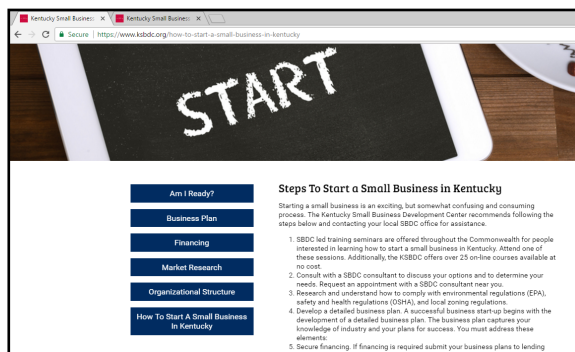 Kentucky Small Business
Kentucky Small Business
Secure
https://www.ksbdc.org/how-to-start-a-small-business-in-kentucky
START
Am I Ready?
Business Plan
Financing
Market Research
Organizational Structure
How To Start A Small Business
In Kentucky
Steps To Start a Small Business in Kentucky
Starting a small business is an exciting, but somewhat confusing and consuming
process. The Kentucky Small Business Development Center recommends following the
steps below and contacting your local SBDC office for assistance.
1. SBDC led training seminars are offered throughout the Commonwealth for people
interested in learning how to start a small business in Kentucky. Attend one of
these sessions. Additionally, the KSBDC offers over 25 on-line courses available at
no cost.
2. Consult with a SBDC consultant to discuss your options and to determine your
needs. Request an appointment with a SBDC consultant near you.
3. Research and understand how to comply with environmental regulations (EPA),
safety and health regulations (OSHA), and local zoning regulations.
4. Develop a detailed business plan. A successful business start-up begins with the
development of a detailed business plan. The business plan captures your
knowledge of industry and your plans for success. You must address these
elements:
5. Secure financing. If financing is required submit your business plans to lending